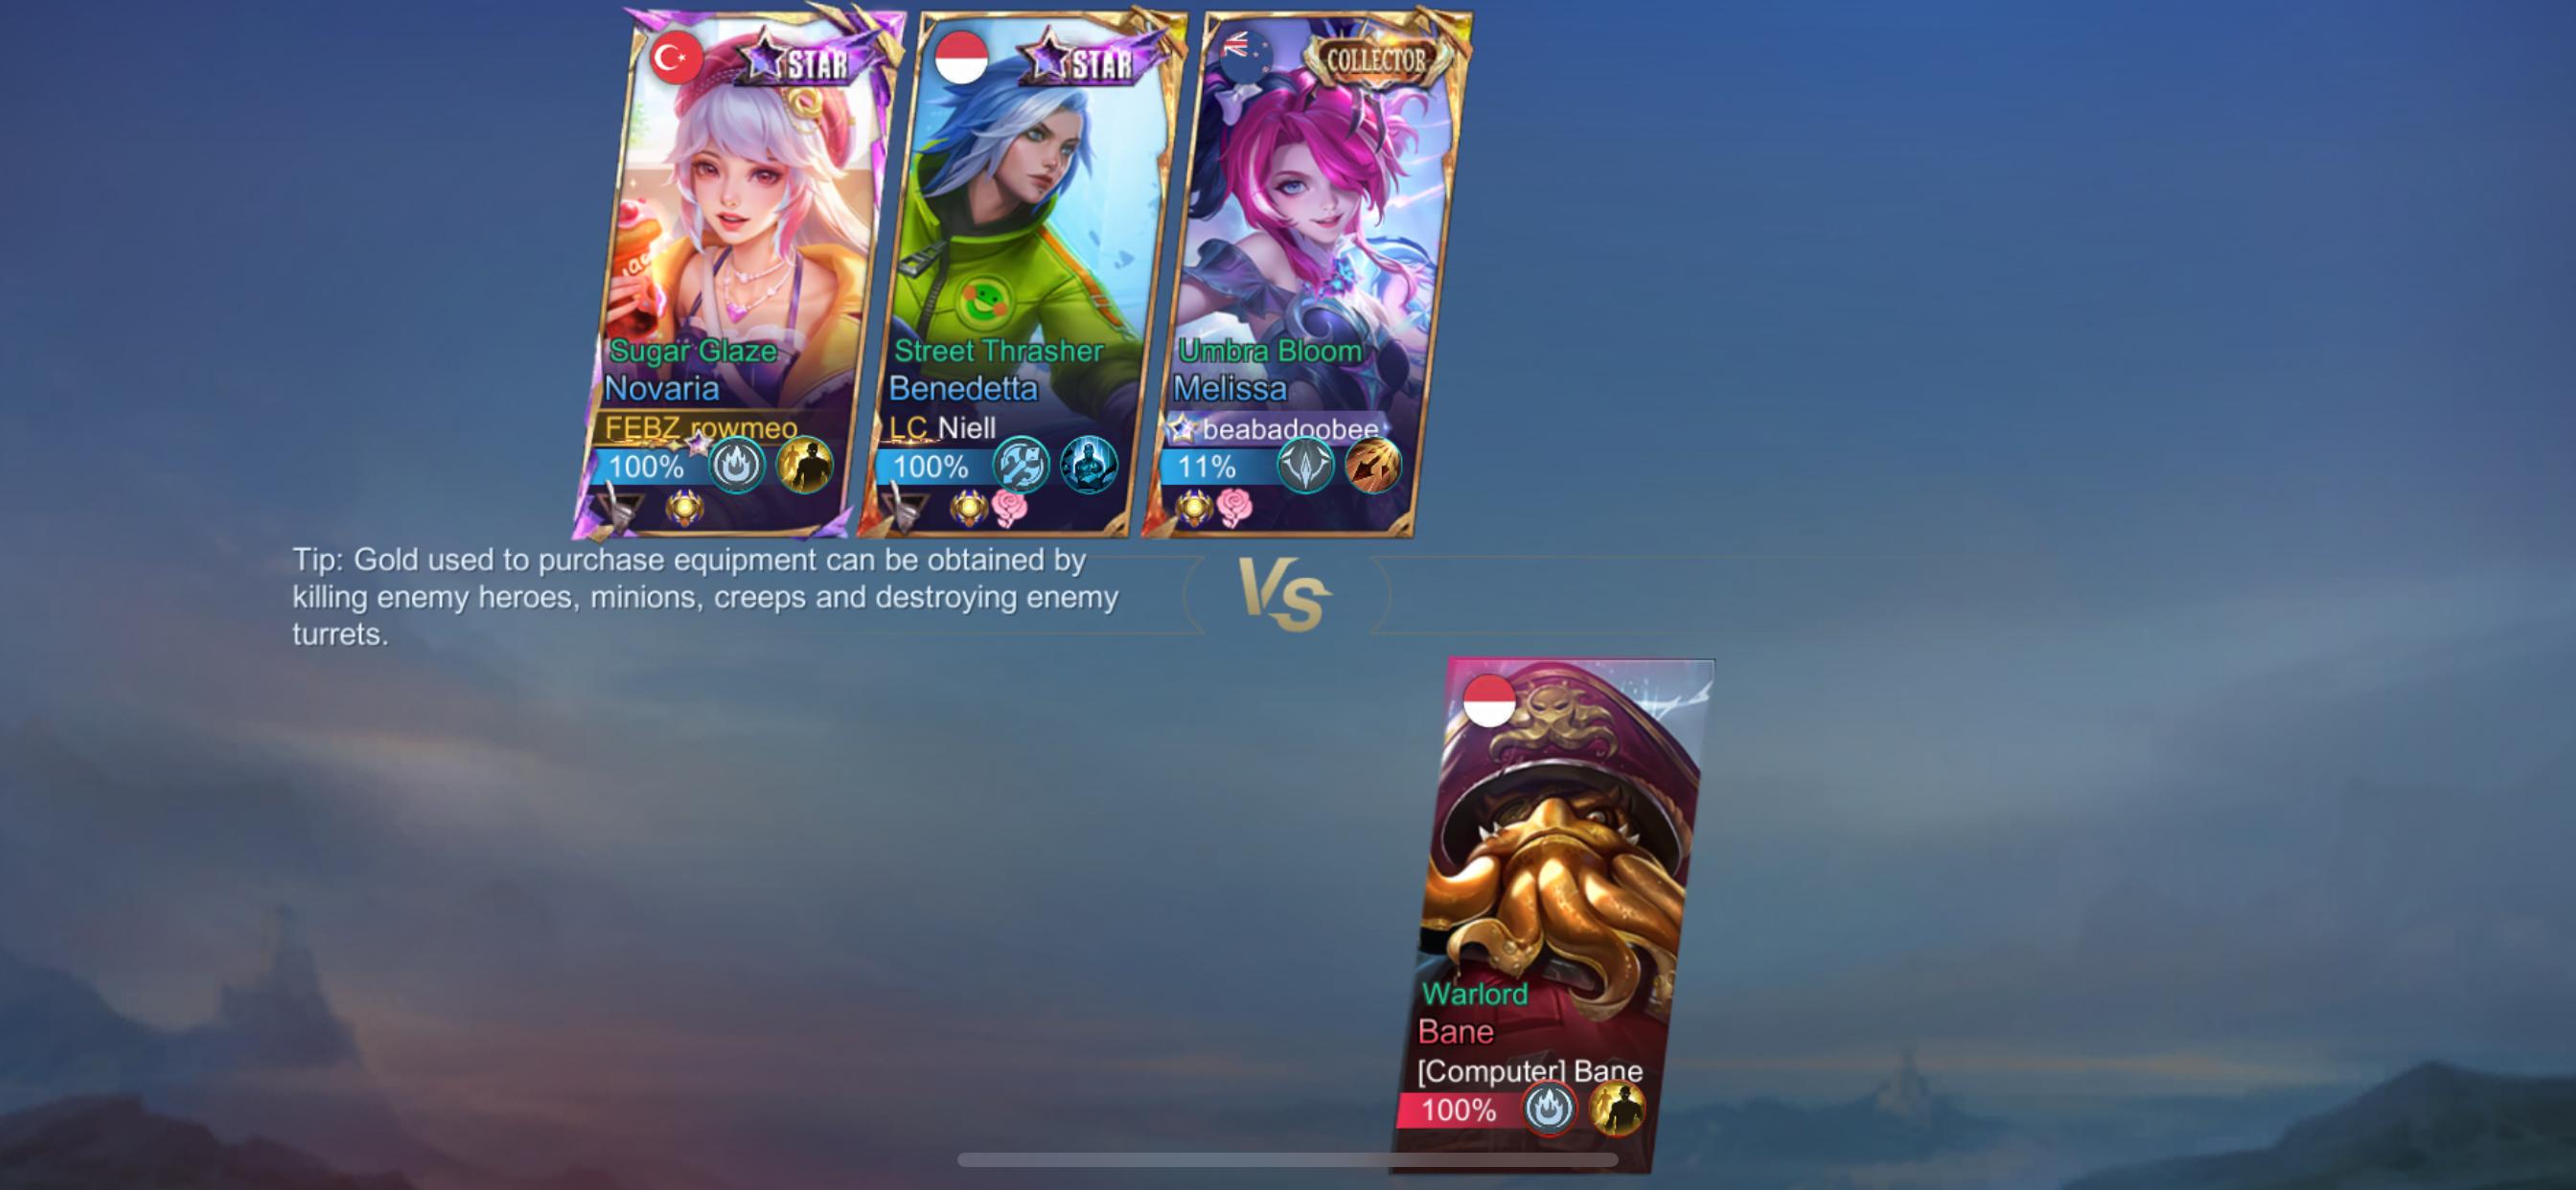 STAR
Sugar Glaze
Novaria
FEBZ rowmeo
100%
STAR
Street Thrasher
Benedetta
LC Niell
100%
COLLECTOR
Umbra Bloom
Melissa
beabadoobee
11%
Tip: Gold used to purchase equipment can be obtained by
killing enemy heroes, minions, creeps and destroying enemy
turrets.
VS
Warlord
Bane
[Computer] Bane
100%